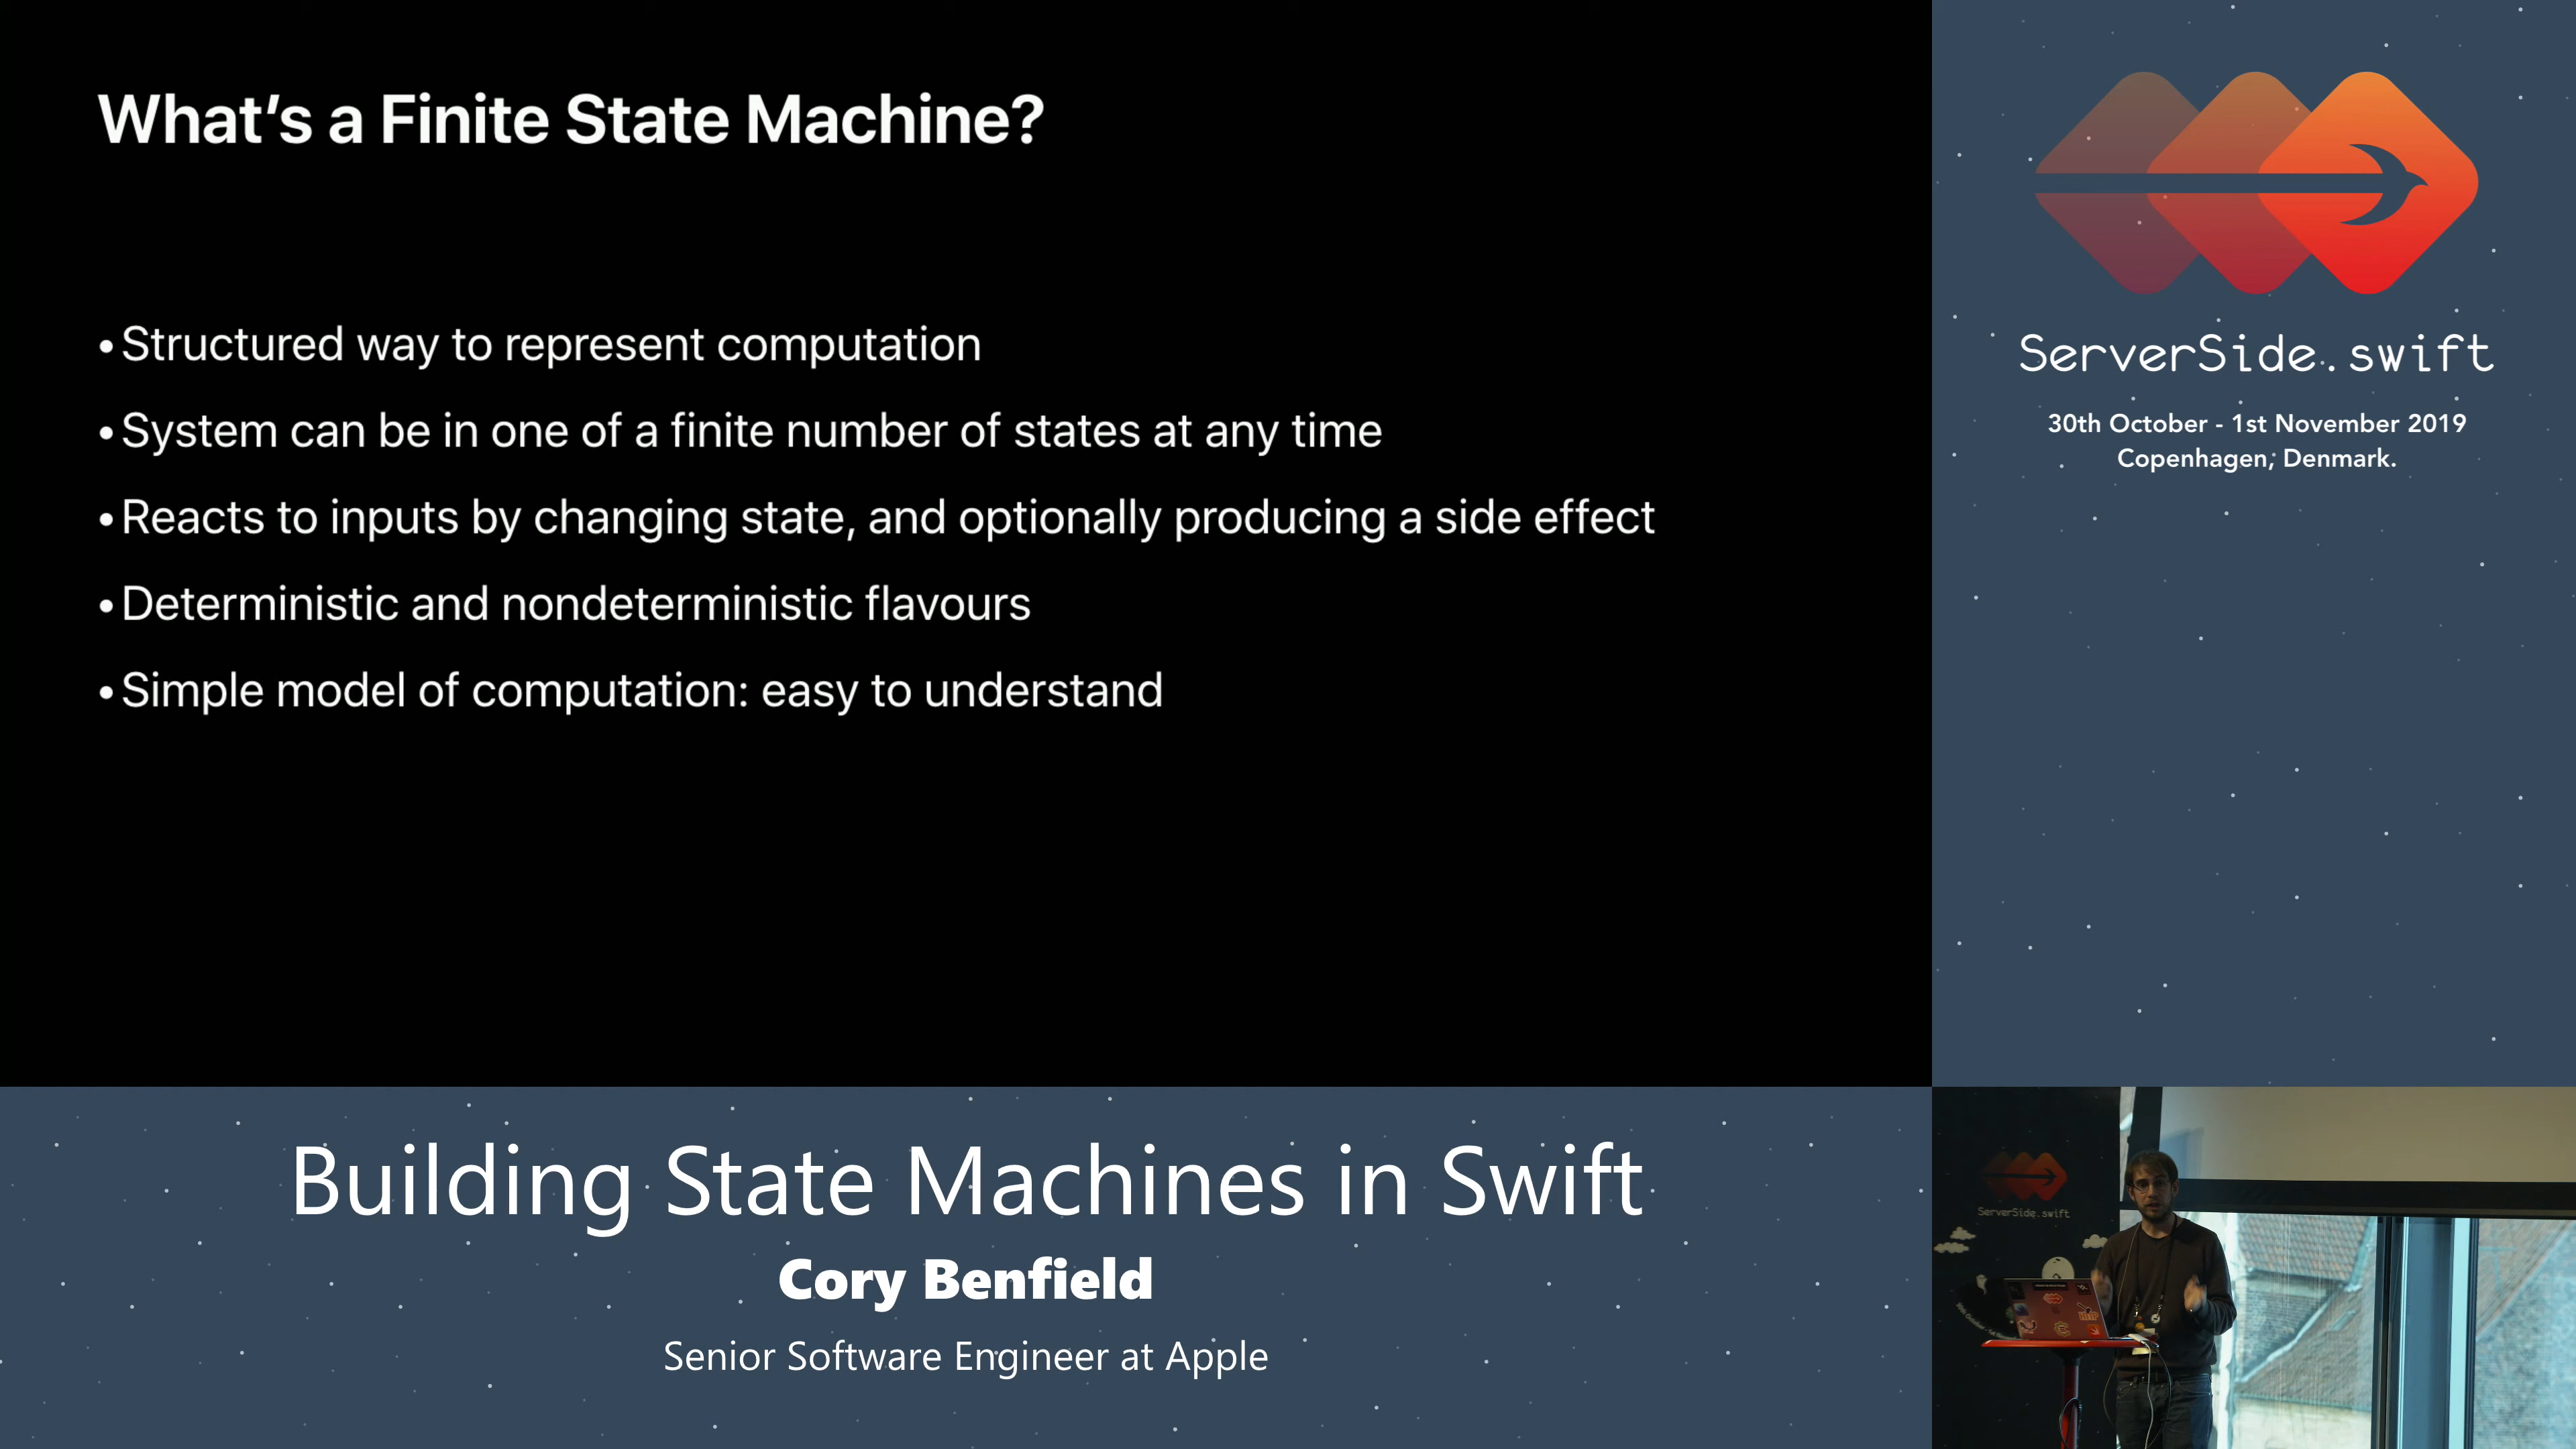 What's a Finite State Machine?
•Structured way to represent computation
•System can be in one of a finite number of states at any time
•Reacts to inputs by changing state, and optionally producing a side effect
•Deterministic and nondeterministic flavours
•Simple model of computation: easy to understand
ServerSide.swift
30th October - 1st November 2019
Copenhagen, Denmark.
Building State Machines in Swift
Cory Benfield
Senior Software Engineer at Apple
ServerSide.swift